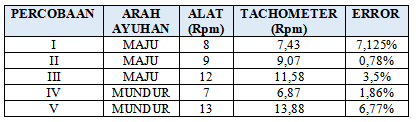 PERCOBAAN ARAH AYUHAN ALAT (Rpm) TACHOMETER (Rpm) ERROR
I MAJU 8 7,43 7,125%
II MAJU 9 9,07 0,78%
III MAJU 12 11,58 3,5%
IV MUNDUR 7 6,87 1,86%
V MUNDUR 13 13,88 6,77%